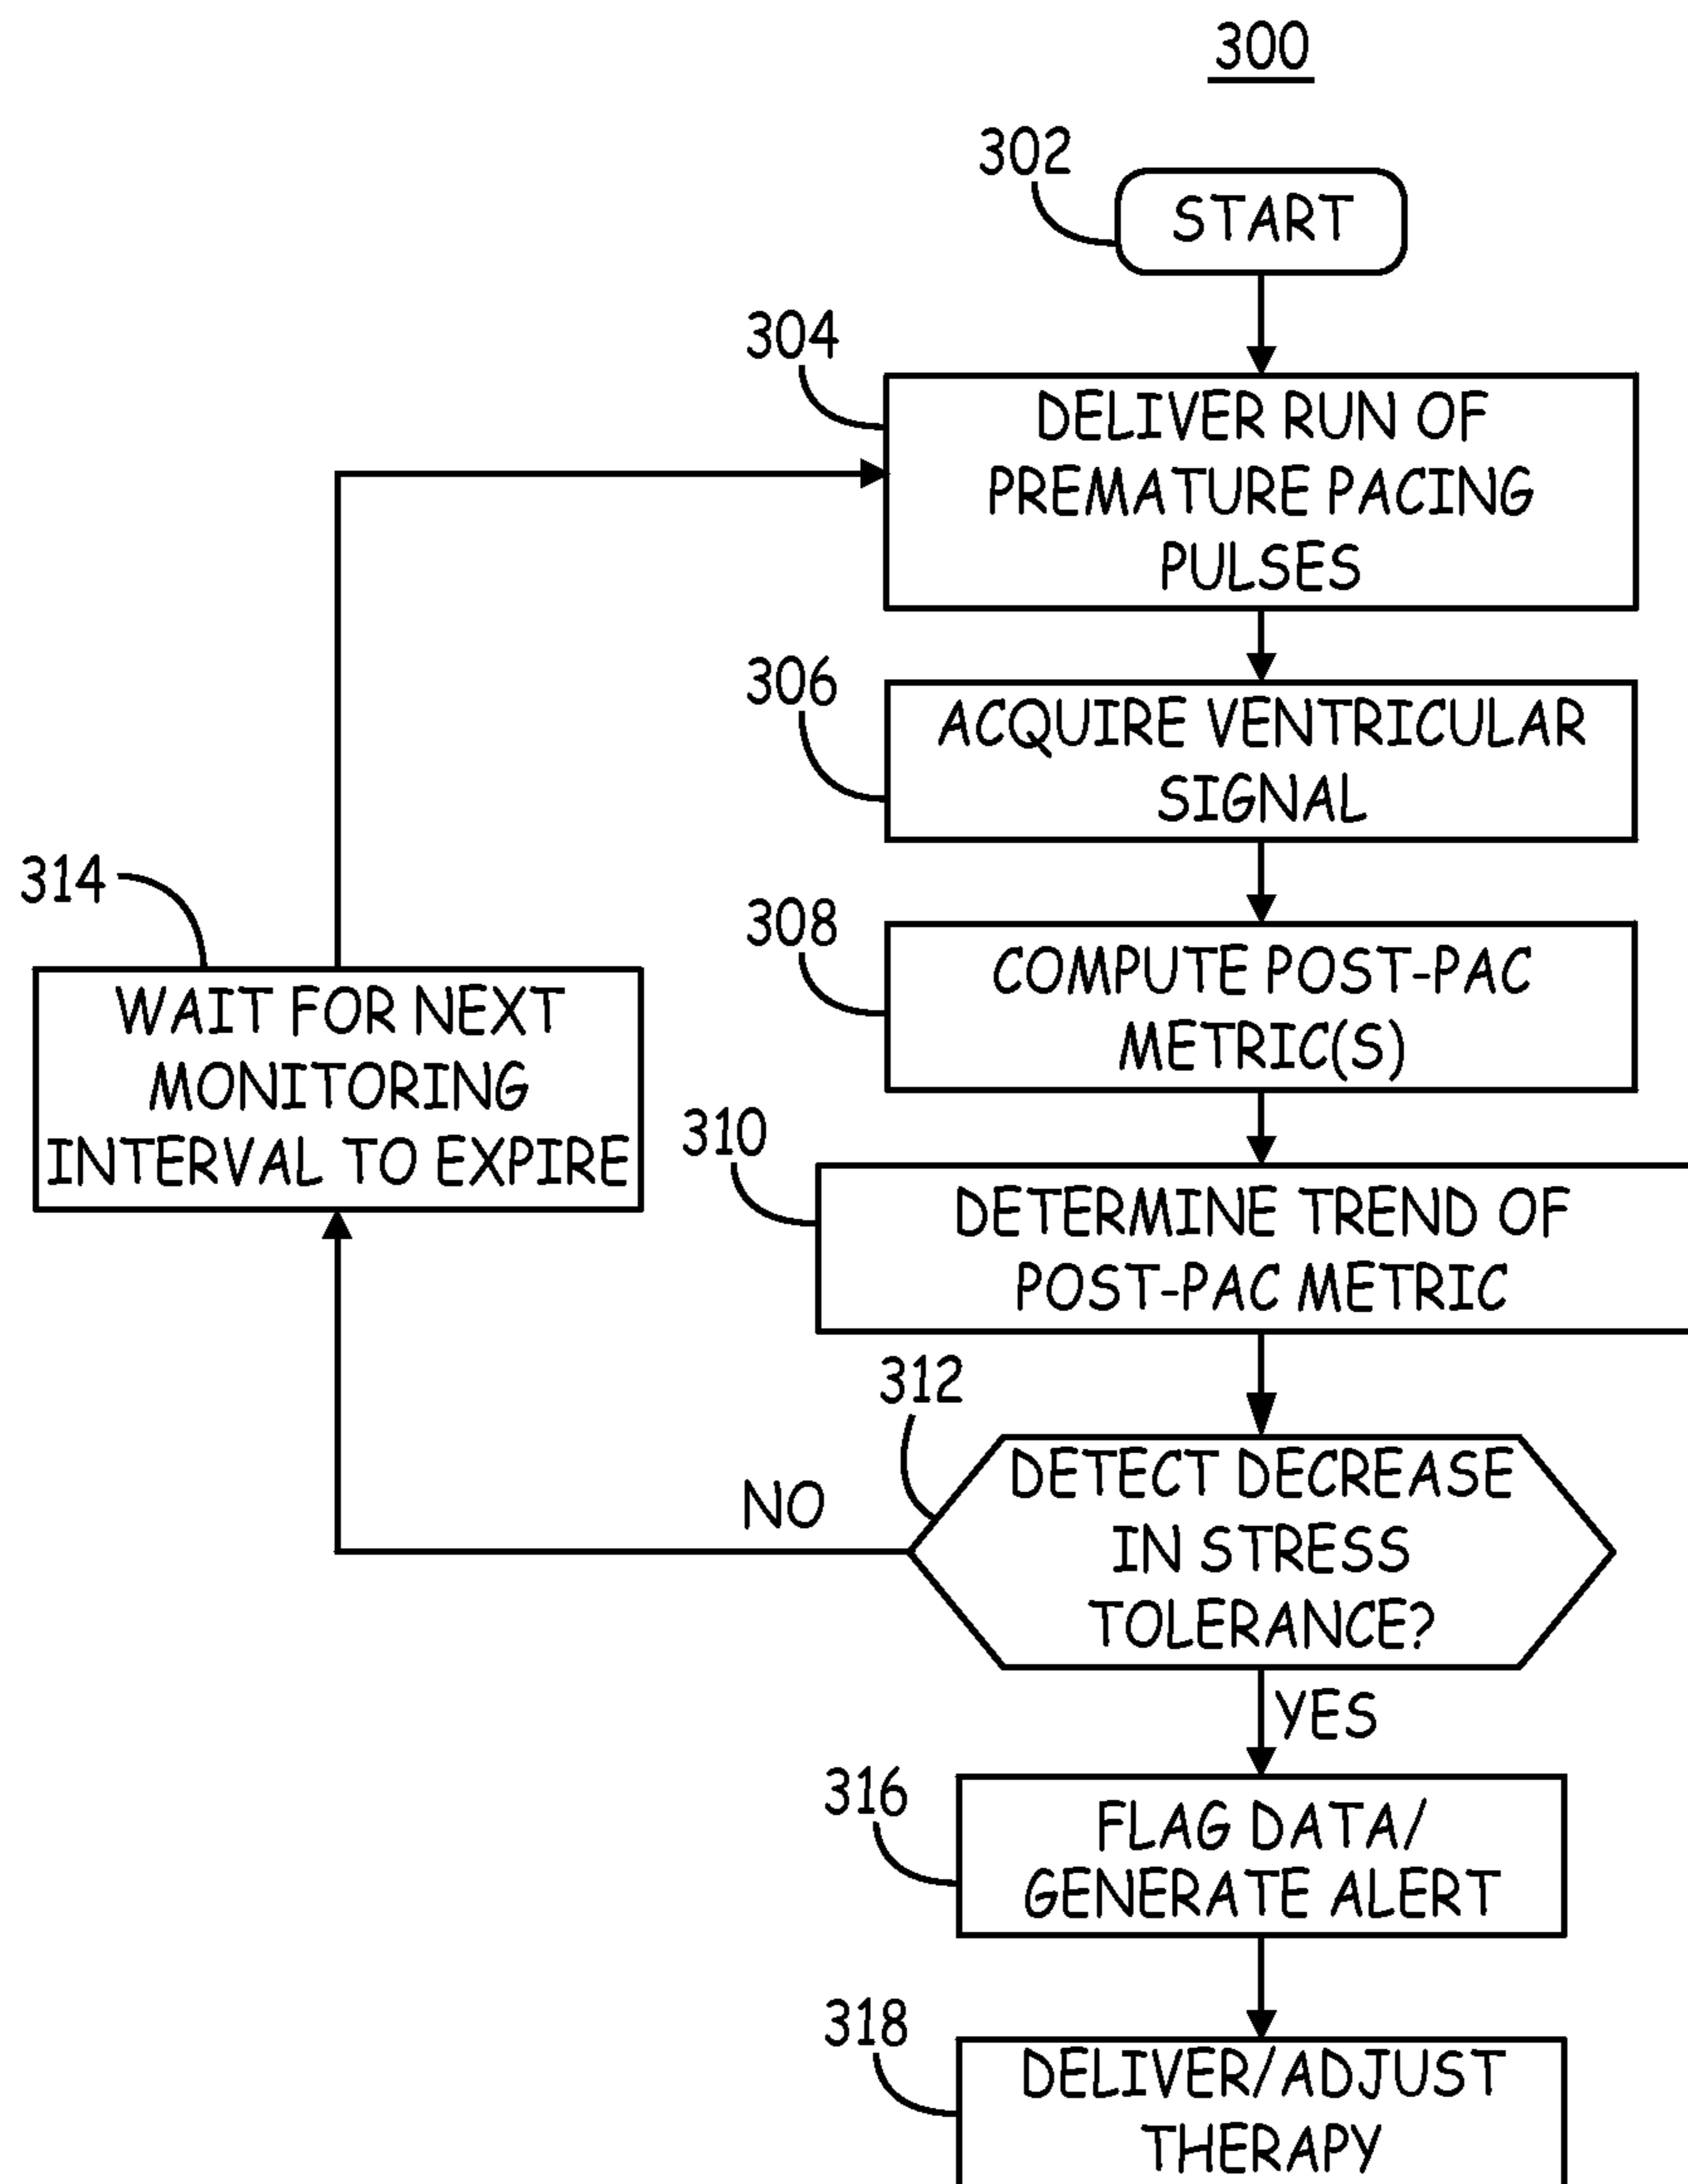 300
302
START
304
DELIVER RUN OF
PREMATURE PACING
PULSES
306
ACQUIRE VENTRICULAR
SIGNAL
314
308
COMPUTE POST-PAC
METRIC(S)
WAIT FOR NEXT
MONITORING
INTERVAL TO EXPIRE
310
DETERMINE TREND OF
POST-PAC METRIC
312
DETECT DECREASE
IN STRESS
TOLERANCE?
NO
YES
316
FLAG DATA/
GENERATE ALERT
318
DELIVER/ADJUST
THERAPY